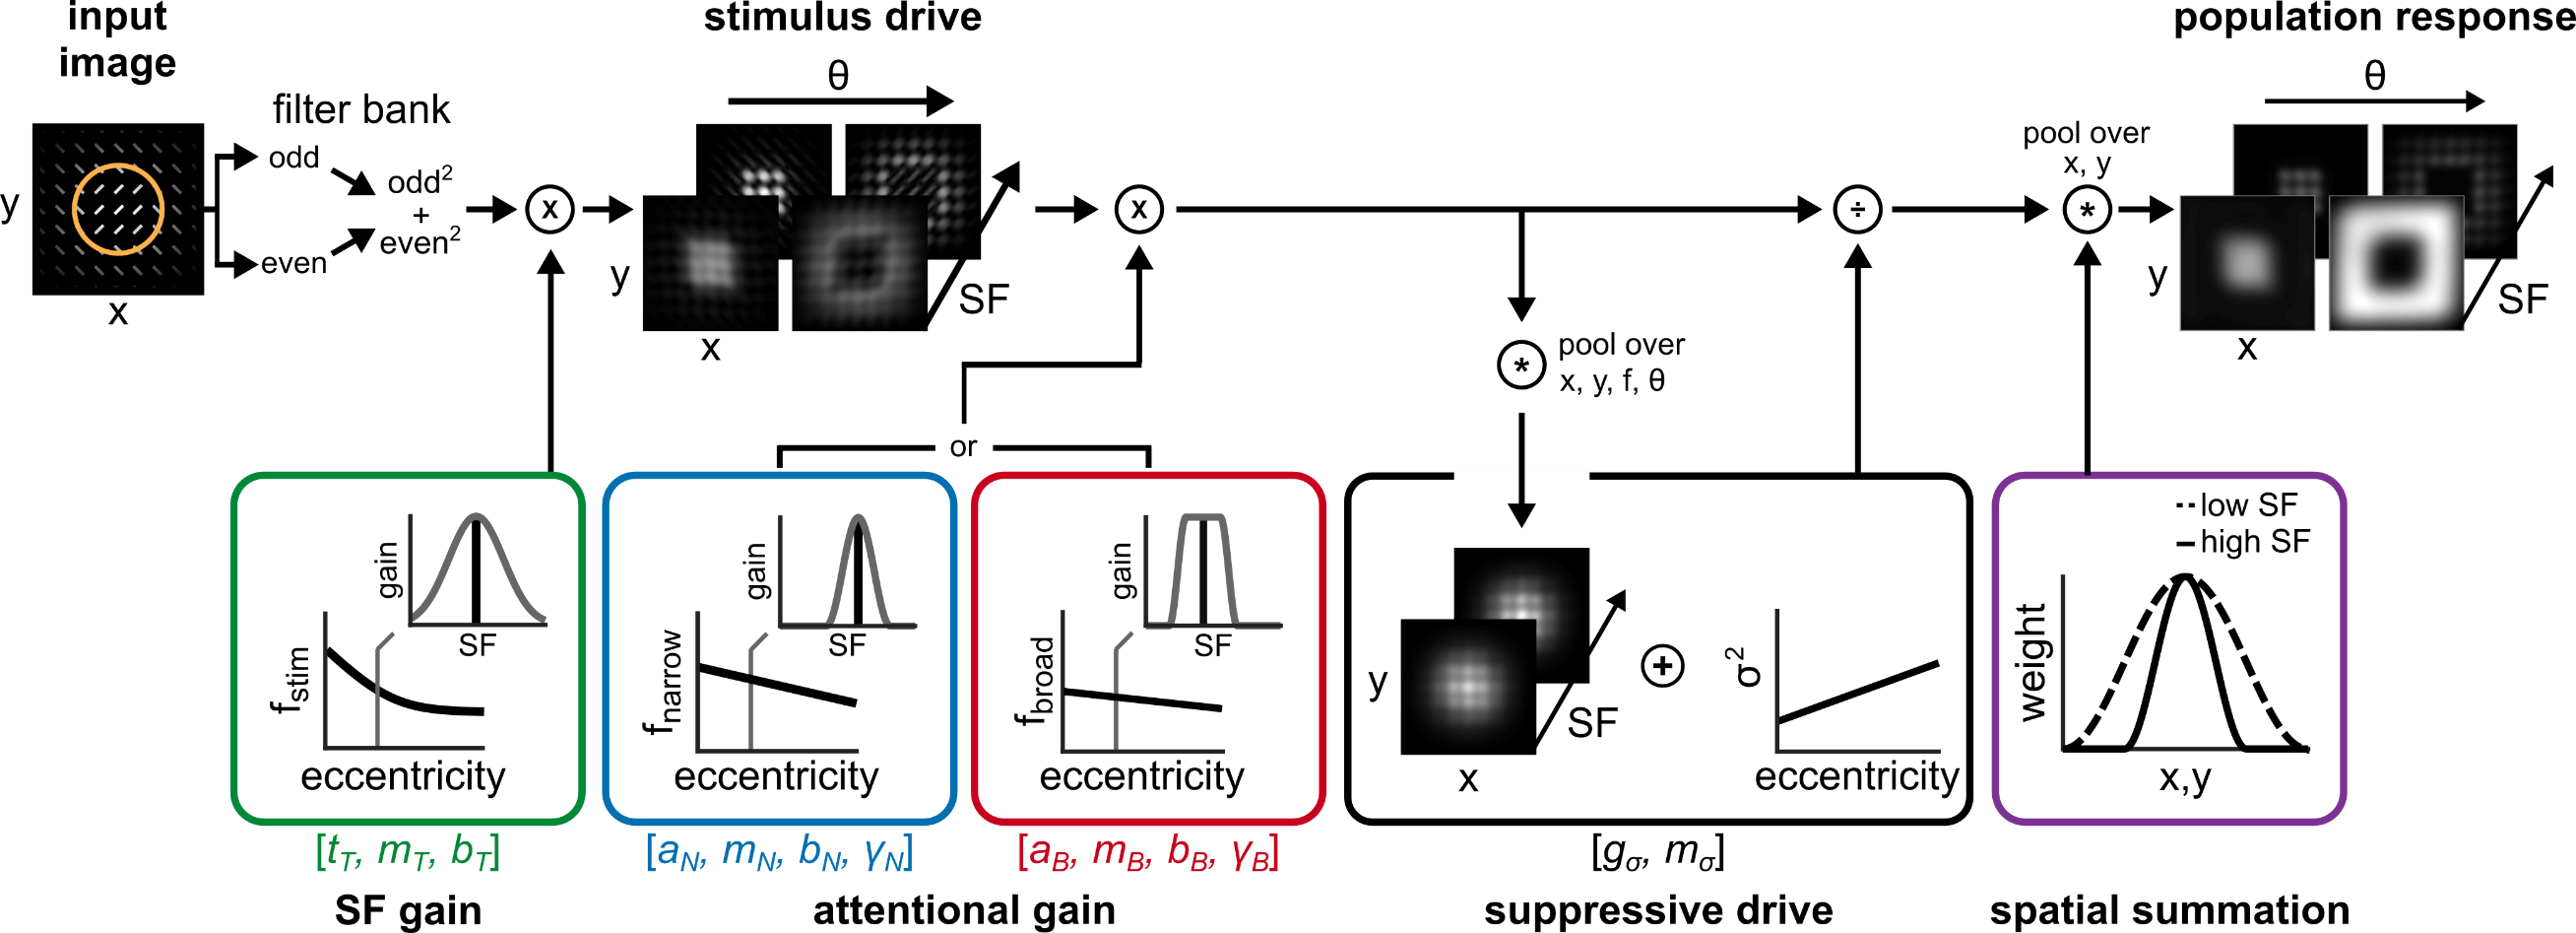 input
image
stimulus drive
population response
θ
θ
filter bank
odd
even
odd²
+
even²
x
x
÷
*
pool over
x, y
y
x
y
x
SF
y
x
SF
*
pool over
x, y, f, θ
or
gain
SF
f_stim
eccentricity
gain
SF
f_narrow
eccentricity
gain
SF
f_broad
eccentricity
y
x
SF
+
σ²
eccentricity
low SF
high SF
weight
x,y
[t_T, m_T, b_T]
[a_N, m_N, b_N, γ_N]
[a_B, m_B, b_B, γ_B]
[g_σ, m_σ]
SF gain
attentional gain
suppressive drive
spatial summation